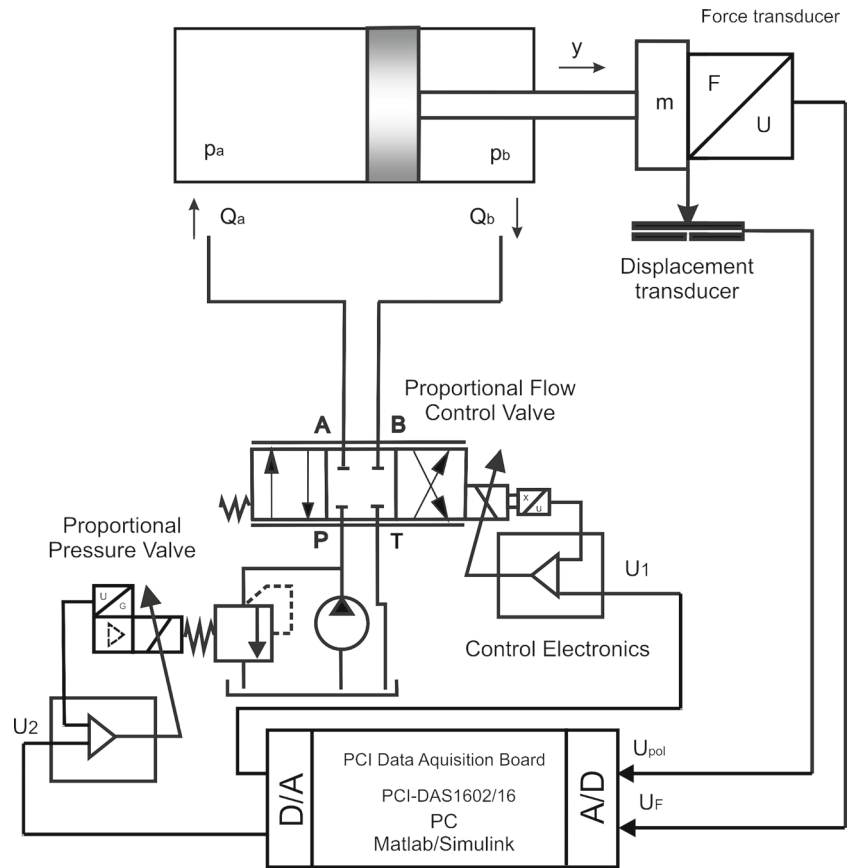 Force transducer
y
F
m
U
pa
pb
Qa
Qb
Displacement
transducer
Proportional Flow
Control Valve
A
B
x
u
Proportional
Pressure Valve
P
T
U1
U
G
Control Electronics
U2
PCI Data Aquisition Board
Upol
D/A
PCI-DAS1602/16
A/D
PC
UF
Matlab/Simulink